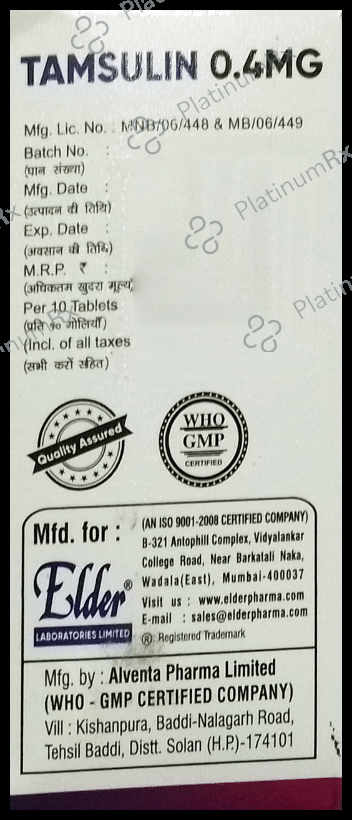 TAMSULIN 0.4MG
Mfg. Lic. No. : MNB/06/448 & MB/06/449
Batch No. :
(घान संख्या)
Mfg. Date :
(उत्पादन की तिथि)
Exp. Date :
(अवसान की तिथि)
M.R.P. ₹ :
(अधिकतम खुदरा मूल्य)
Per 10 Tablets
(प्रति १० गोलियाँ)
(Incl. of all taxes
(सभी करों सहित)
Quality Assured
WHO
GMP
CERTIFIED
Mfd. for :
Elder®
LABORATORIES LIMITED
(AN ISO 9001-2008 CERTIFIED COMPANY)
B-321 Antophill Complex, Vidyalankar
College Road, Near Barkatali Naka,
Wadala(East), Mumbai-400037
Visit us : www.elderpharma.com
E-mail : sales@elderpharma.com
®: Registered Trademark
Mfg. by : Alventa Pharma Limited
(WHO - GMP CERTIFIED COMPANY)
Vill : Kishanpura, Baddi-Nalagarh Road,
Tehsil Baddi, Distt. Solan (H.P.)-174101
PlatinumRx
PlatinumRx
PlatinumRx